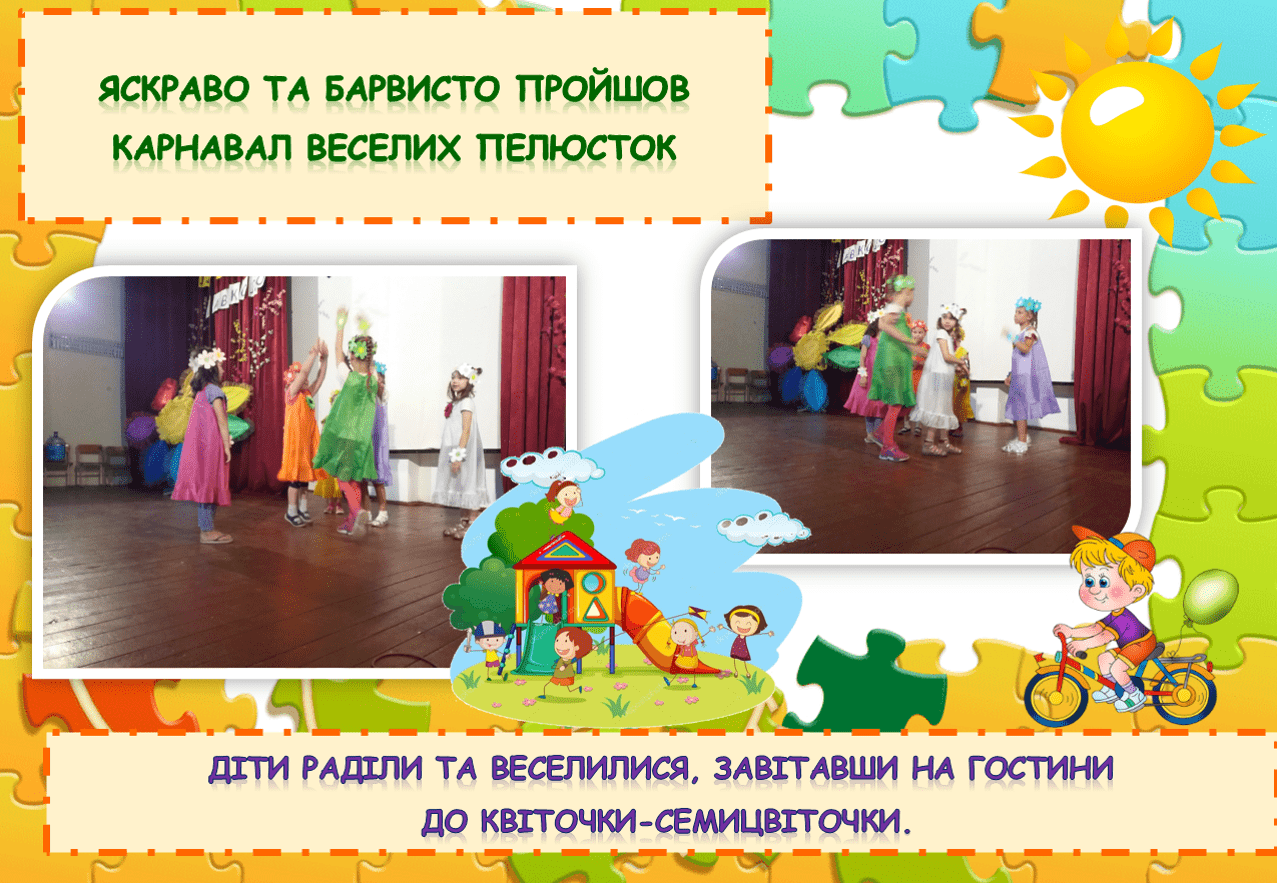 ЯСКРАВО ТА БАРВИСТО ПРОЙШОВ
КАРНАВАЛ ВЕСЕЛИХ ПЕЛЮСТОК
ДІТИ РАДІЛИ ТА ВЕСЕЛИЛИСЯ, ЗАВІТАВШИ НА ГОСТИНИ
ДО КВІТОЧКИ-СЕМИЦВІТОЧКИ.